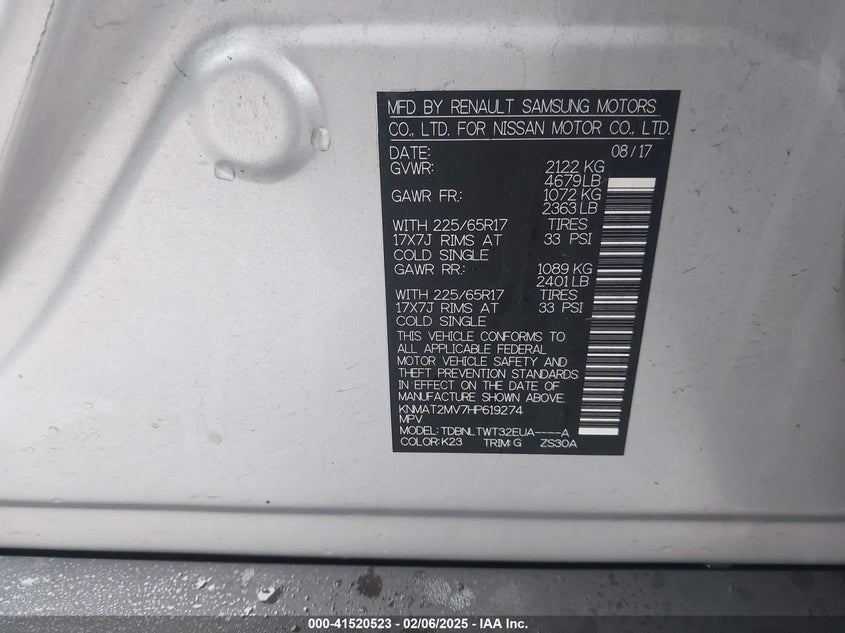 MFD BY RENAULT SAMSUNG MOTORS
CO., LTD. FOR NISSAN MOTOR CO., LTD.
DATE: 08/17
GVWR: 2122 KG
4679LB
GAWR FR: 1072 KG
2363 LB
WITH 225/65R17 TIRES
17X7J RIMS AT 33 PSI
COLD SINGLE
GAWR RR: 1089 KG
2401 LB
WITH 225/65R17 TIRES
17X7J RIMS AT 33 PSI
COLD SINGLE
THIS VEHICLE CONFORMS TO
ALL APPLICABLE FEDERAL
MOTOR VEHICLE SAFETY AND
THEFT PREVENTION STANDARDS
IN EFFECT ON THE DATE OF
MANUFACTURE SHOWN ABOVE.
KNMAT2MV7HP619274
MPV
MODEL: TDBNLTWT32EUA-----A
COLOR: K23 TRIM: G ZS30A
000-41520523 - 02/06/2025 - IAA Inc.